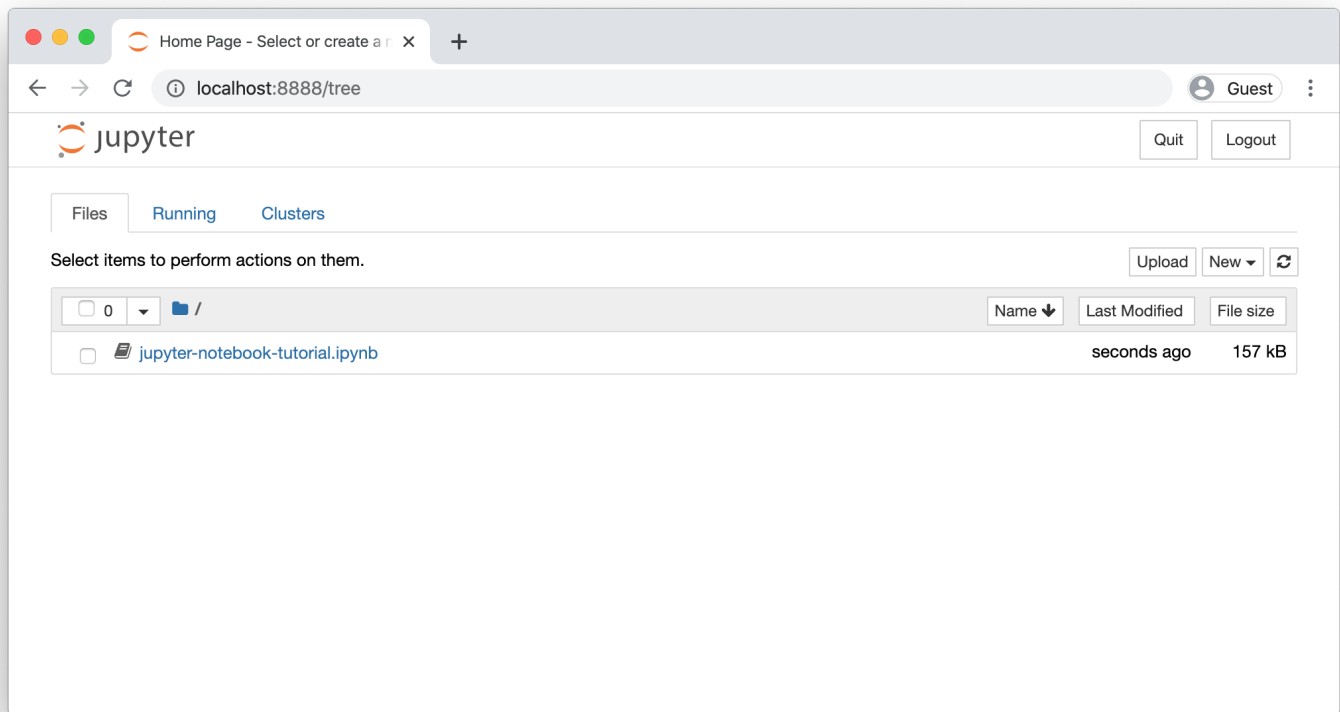 Home Page - Select or create a
localhost:8888/tree
Guest
jupyter
Quit
Logout
Files
Running
Clusters
Select items to perform actions on them.
Upload
New
0
/
Name
Last Modified
File size
jupyter-notebook-tutorial.ipynb
seconds ago
157 kB